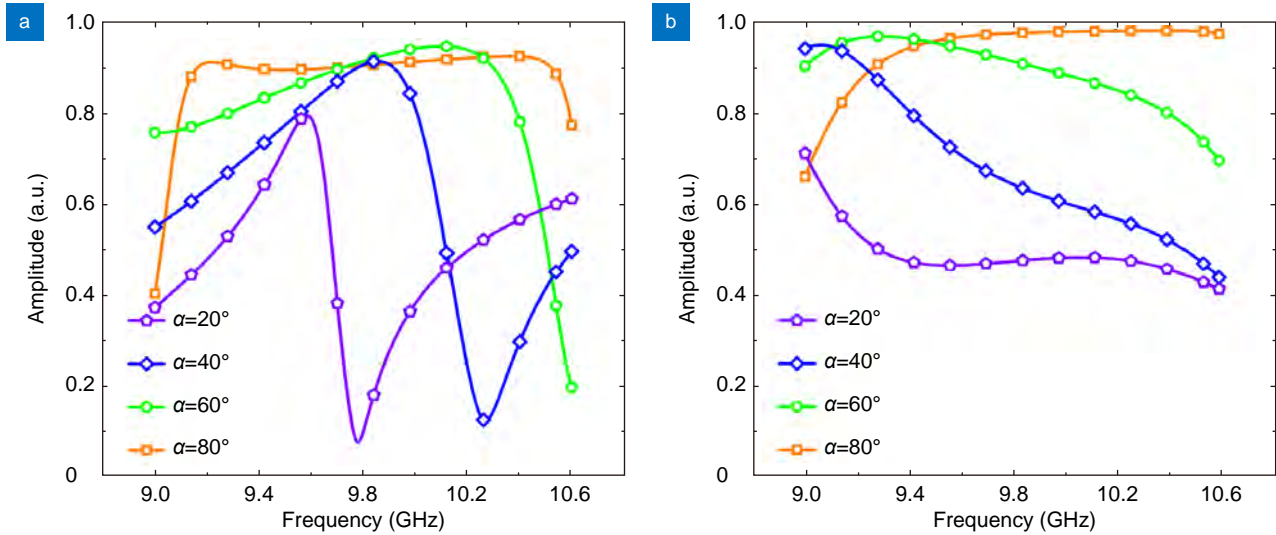 a
1.0
0.8
0.6
0.4
0.2
0
Amplitude (a.u.)
α=20°
α=40°
α=60°
α=80°
9.0
9.4
9.8
10.2
10.6
Frequency (GHz)
b
1.0
0.8
0.6
0.4
0.2
0
Amplitude (a.u.)
α=20°
α=40°
α=60°
α=80°
9.0
9.4
9.8
10.2
10.6
Frequency (GHz)